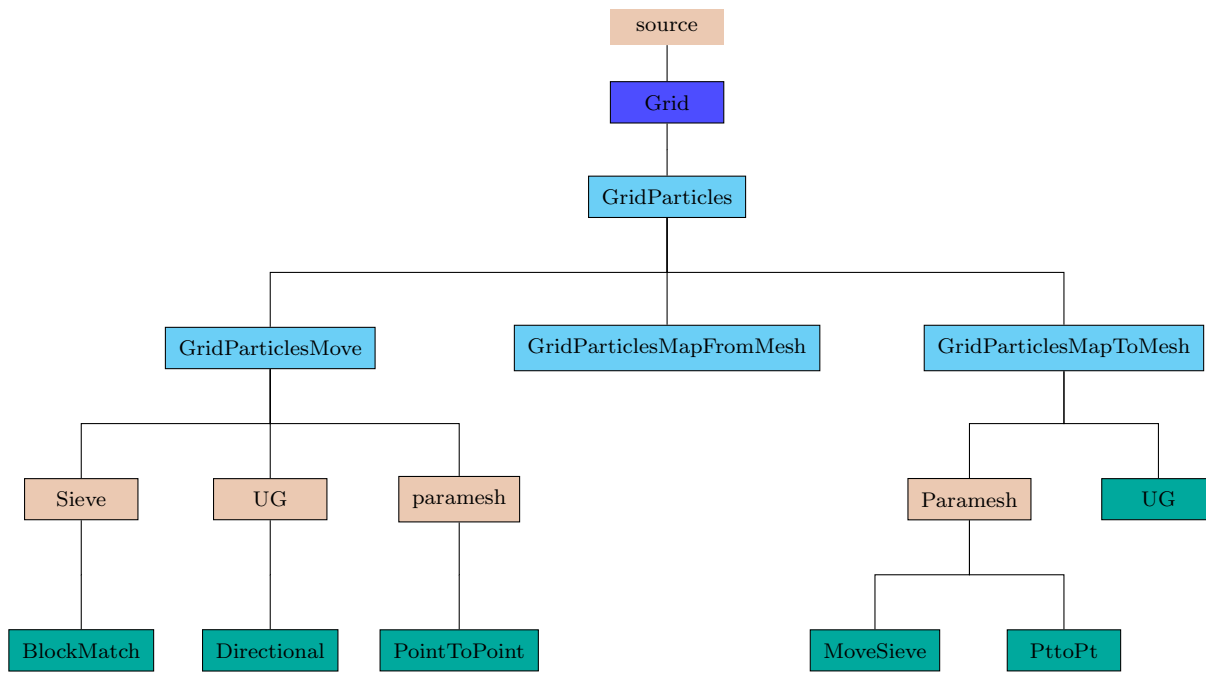 source
Grid
GridParticles
GridParticlesMove
GridParticlesMapFromMesh
GridParticlesMapToMesh
Sieve
UG
paramesh
Paramesh
UG
BlockMatch
Directional
PointToPoint
MoveSieve
PttoPt